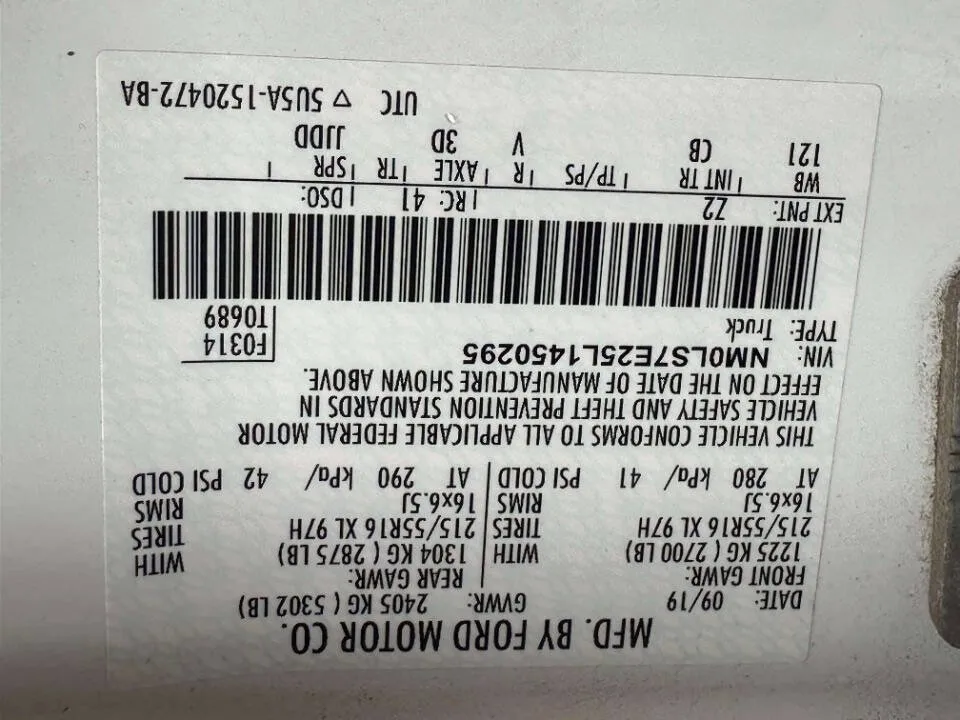 MFD. BY FORD MOTOR CO.
DATE: 09/19 GVWR: 2405 KG ( 5302 LB)
FRONT GAWR: REAR GAWR:
1225 KG ( 2700 LB) WITH 1304 KG ( 2875 LB) WITH
215/55R16 XL 97H TIRES 215/55R16 XL 97H TIRES
16x6.5J RIMS 16x6.5J RIMS
AT 280 kPa/ 41 PSI COLD AT 290 kPa/ 42 PSI COLD
THIS VEHICLE CONFORMS TO ALL APPLICABLE FEDERAL MOTOR
VEHICLE SAFETY AND THEFT PREVENTION STANDARDS IN
EFFECT ON THE DATE OF MANUFACTURE SHOWN ABOVE.
VIN: NM0LS7E25L1450295 F0314
TYPE: Truck T0689
EXT PNT: Z2 RC: 41 DSO:
WB INT TR TP/PS R AXLE TR SPR
121 CB V 3D JJDD
UTC ▽ 5U5A-1520472-BA